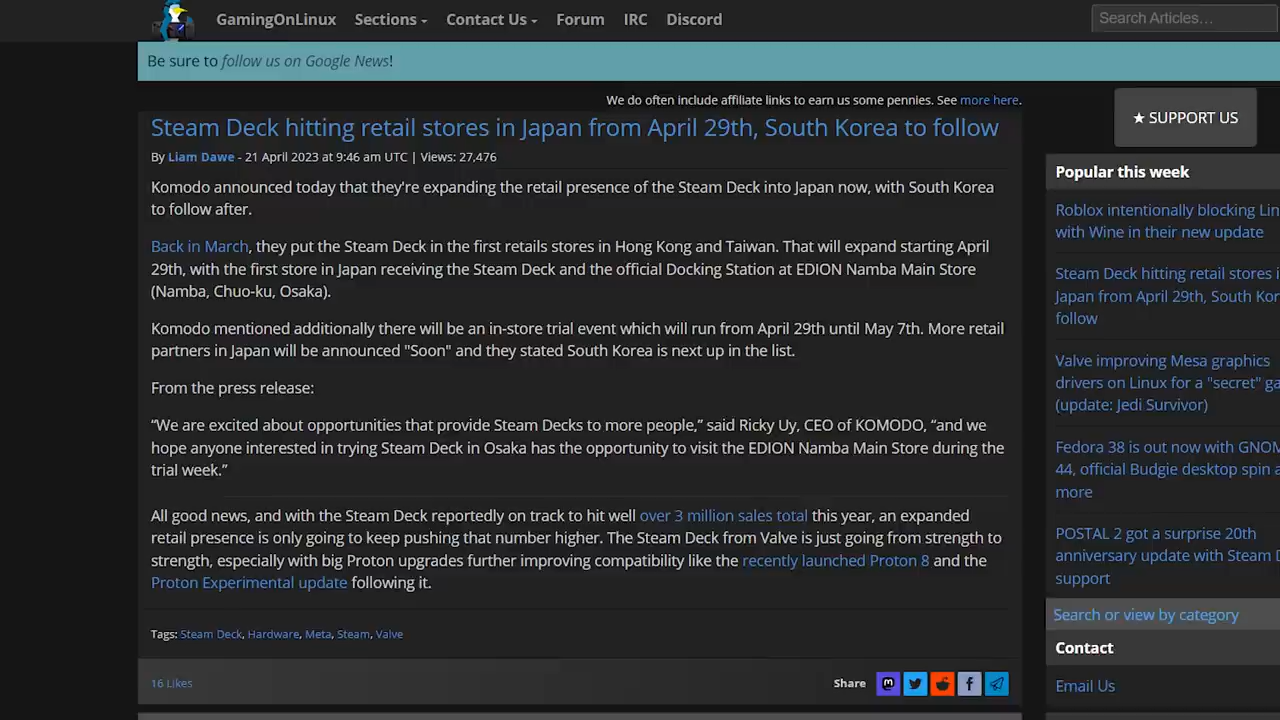 GamingOnLinux Sections Contact Us Forum IRC Discord Search Articles...
Be sure to follow us on Google News!
We do often include affiliate links to earn us some pennies. See more here.
Steam Deck hitting retail stores in Japan from April 29th, South Korea to follow
By Liam Dawe - 21 April 2023 at 9:46 am UTC | Views: 27,476
Komodo announced today that they're expanding the retail presence of the Steam Deck into Japan now, with South Korea
to follow after.
Back in March, they put the Steam Deck in the first retails stores in Hong Kong and Taiwan. That will expand starting April
29th, with the first store in Japan receiving the Steam Deck and the official Docking Station at EDION Namba Main Store
(Namba, Chuo-ku, Osaka).
Komodo mentioned additionally there will be an in-store trial event which will run from April 29th until May 7th. More retail
partners in Japan will be announced "Soon" and they stated South Korea is next up in the list.
From the press release:
“We are excited about opportunities that provide Steam Decks to more people,” said Ricky Uy, CEO of KOMODO, “and we
hope anyone interested in trying Steam Deck in Osaka has the opportunity to visit the EDION Namba Main Store during the
trial week.”
All good news, and with the Steam Deck reportedly on track to hit well over 3 million sales total this year, an expanded
retail presence is only going to keep pushing that number higher. The Steam Deck from Valve is just going from strength to
strength, especially with big Proton upgrades further improving compatibility like the recently launched Proton 8 and the
Proton Experimental update following it.
Tags: Steam Deck, Hardware, Meta, Steam, Valve
16 Likes
Share
★ SUPPORT US
Popular this week
Roblox intentionally blocking Lin
with Wine in their new update
Steam Deck hitting retail stores i
Japan from April 29th, South Kor
follow
Valve improving Mesa graphics
drivers on Linux for a "secret" ga
(update: Jedi Survivor)
Fedora 38 is out now with GNOM
44, official Budgie desktop spin a
more
POSTAL 2 got a surprise 20th
anniversary update with Steam D
support
Search or view by category
Contact
Email Us